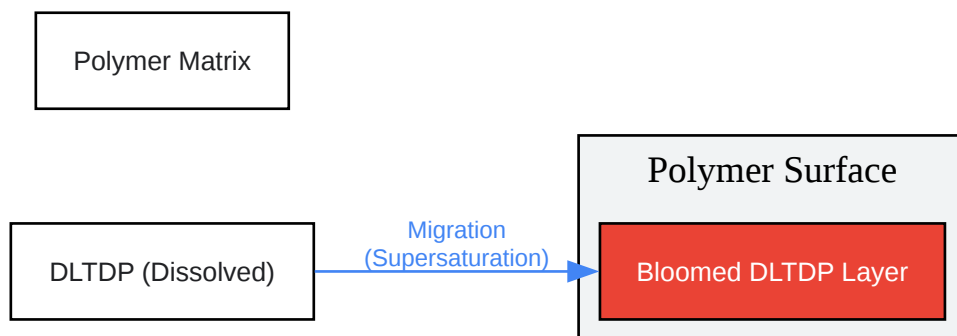 Polymer Matrix
Polymer Surface
DLTDP (Dissolved)
Migration
(Supersaturation)
Bloomed DLTDP Layer